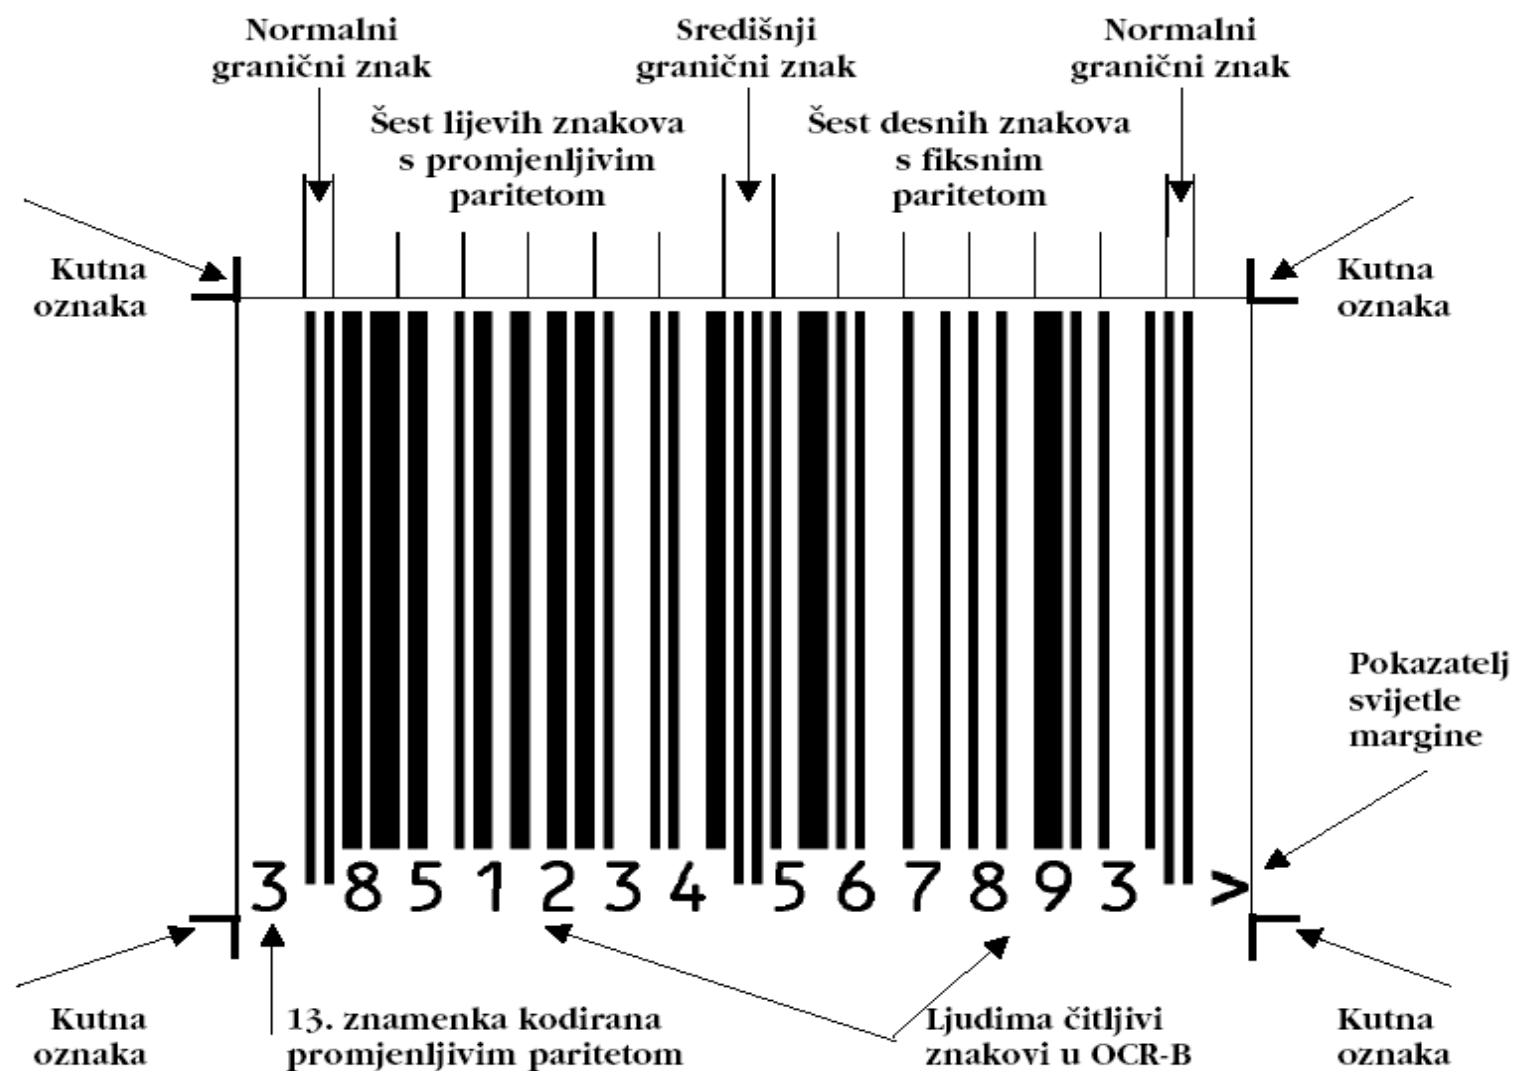 Normalni
granični znak
Središnji
granični znak
Normalni
granični znak
Šest lijevih znakova
s promjenljivim
paritetom
Šest desnih znakova
s fiksnim
paritetom
Kutna
oznaka
Kutna
oznaka
Pokazatelj
svijetle
margine
3 851234 567893 >
Kutna
oznaka
13. znamenka kodirana
promjenljivim paritetom
Ljudima čitljivi
znakovi u OCR-B
Kutna
oznaka